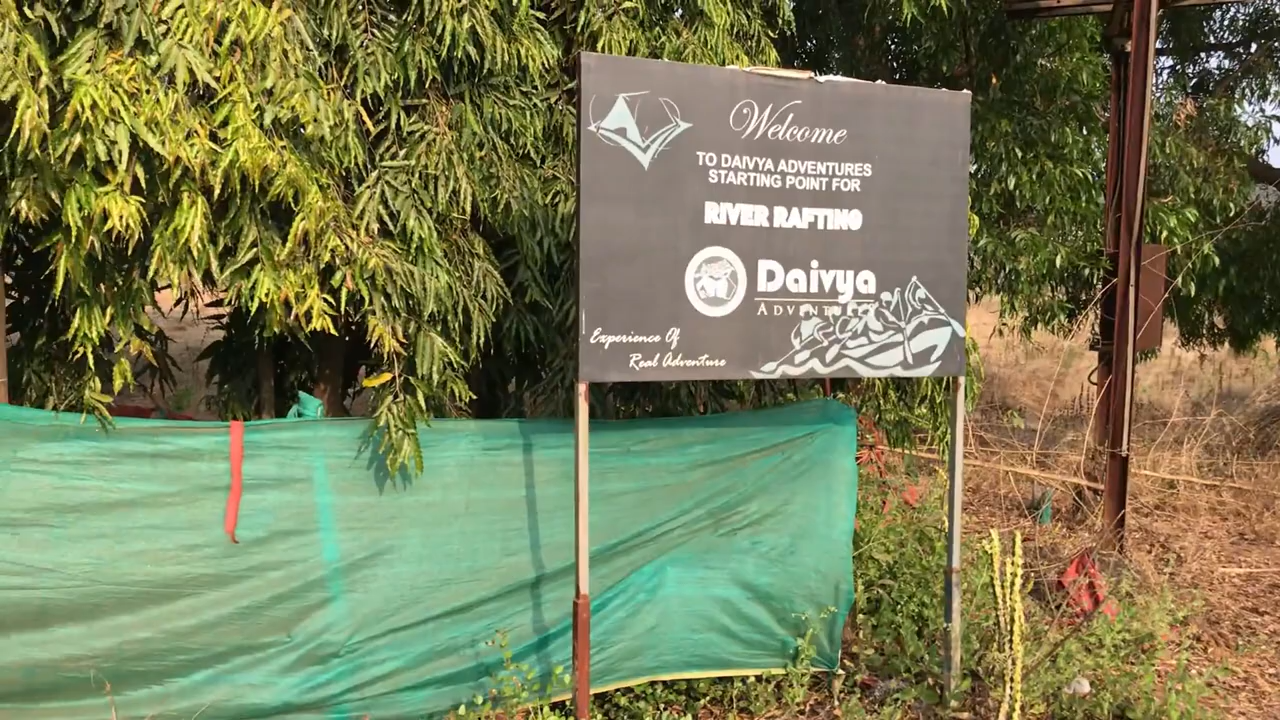 Welcome
TO DAIVYA ADVENTURES
STARTING POINT FOR
RIVER RAFTING
Daivya
ADVENTURES
Experience Of
Real Adventure